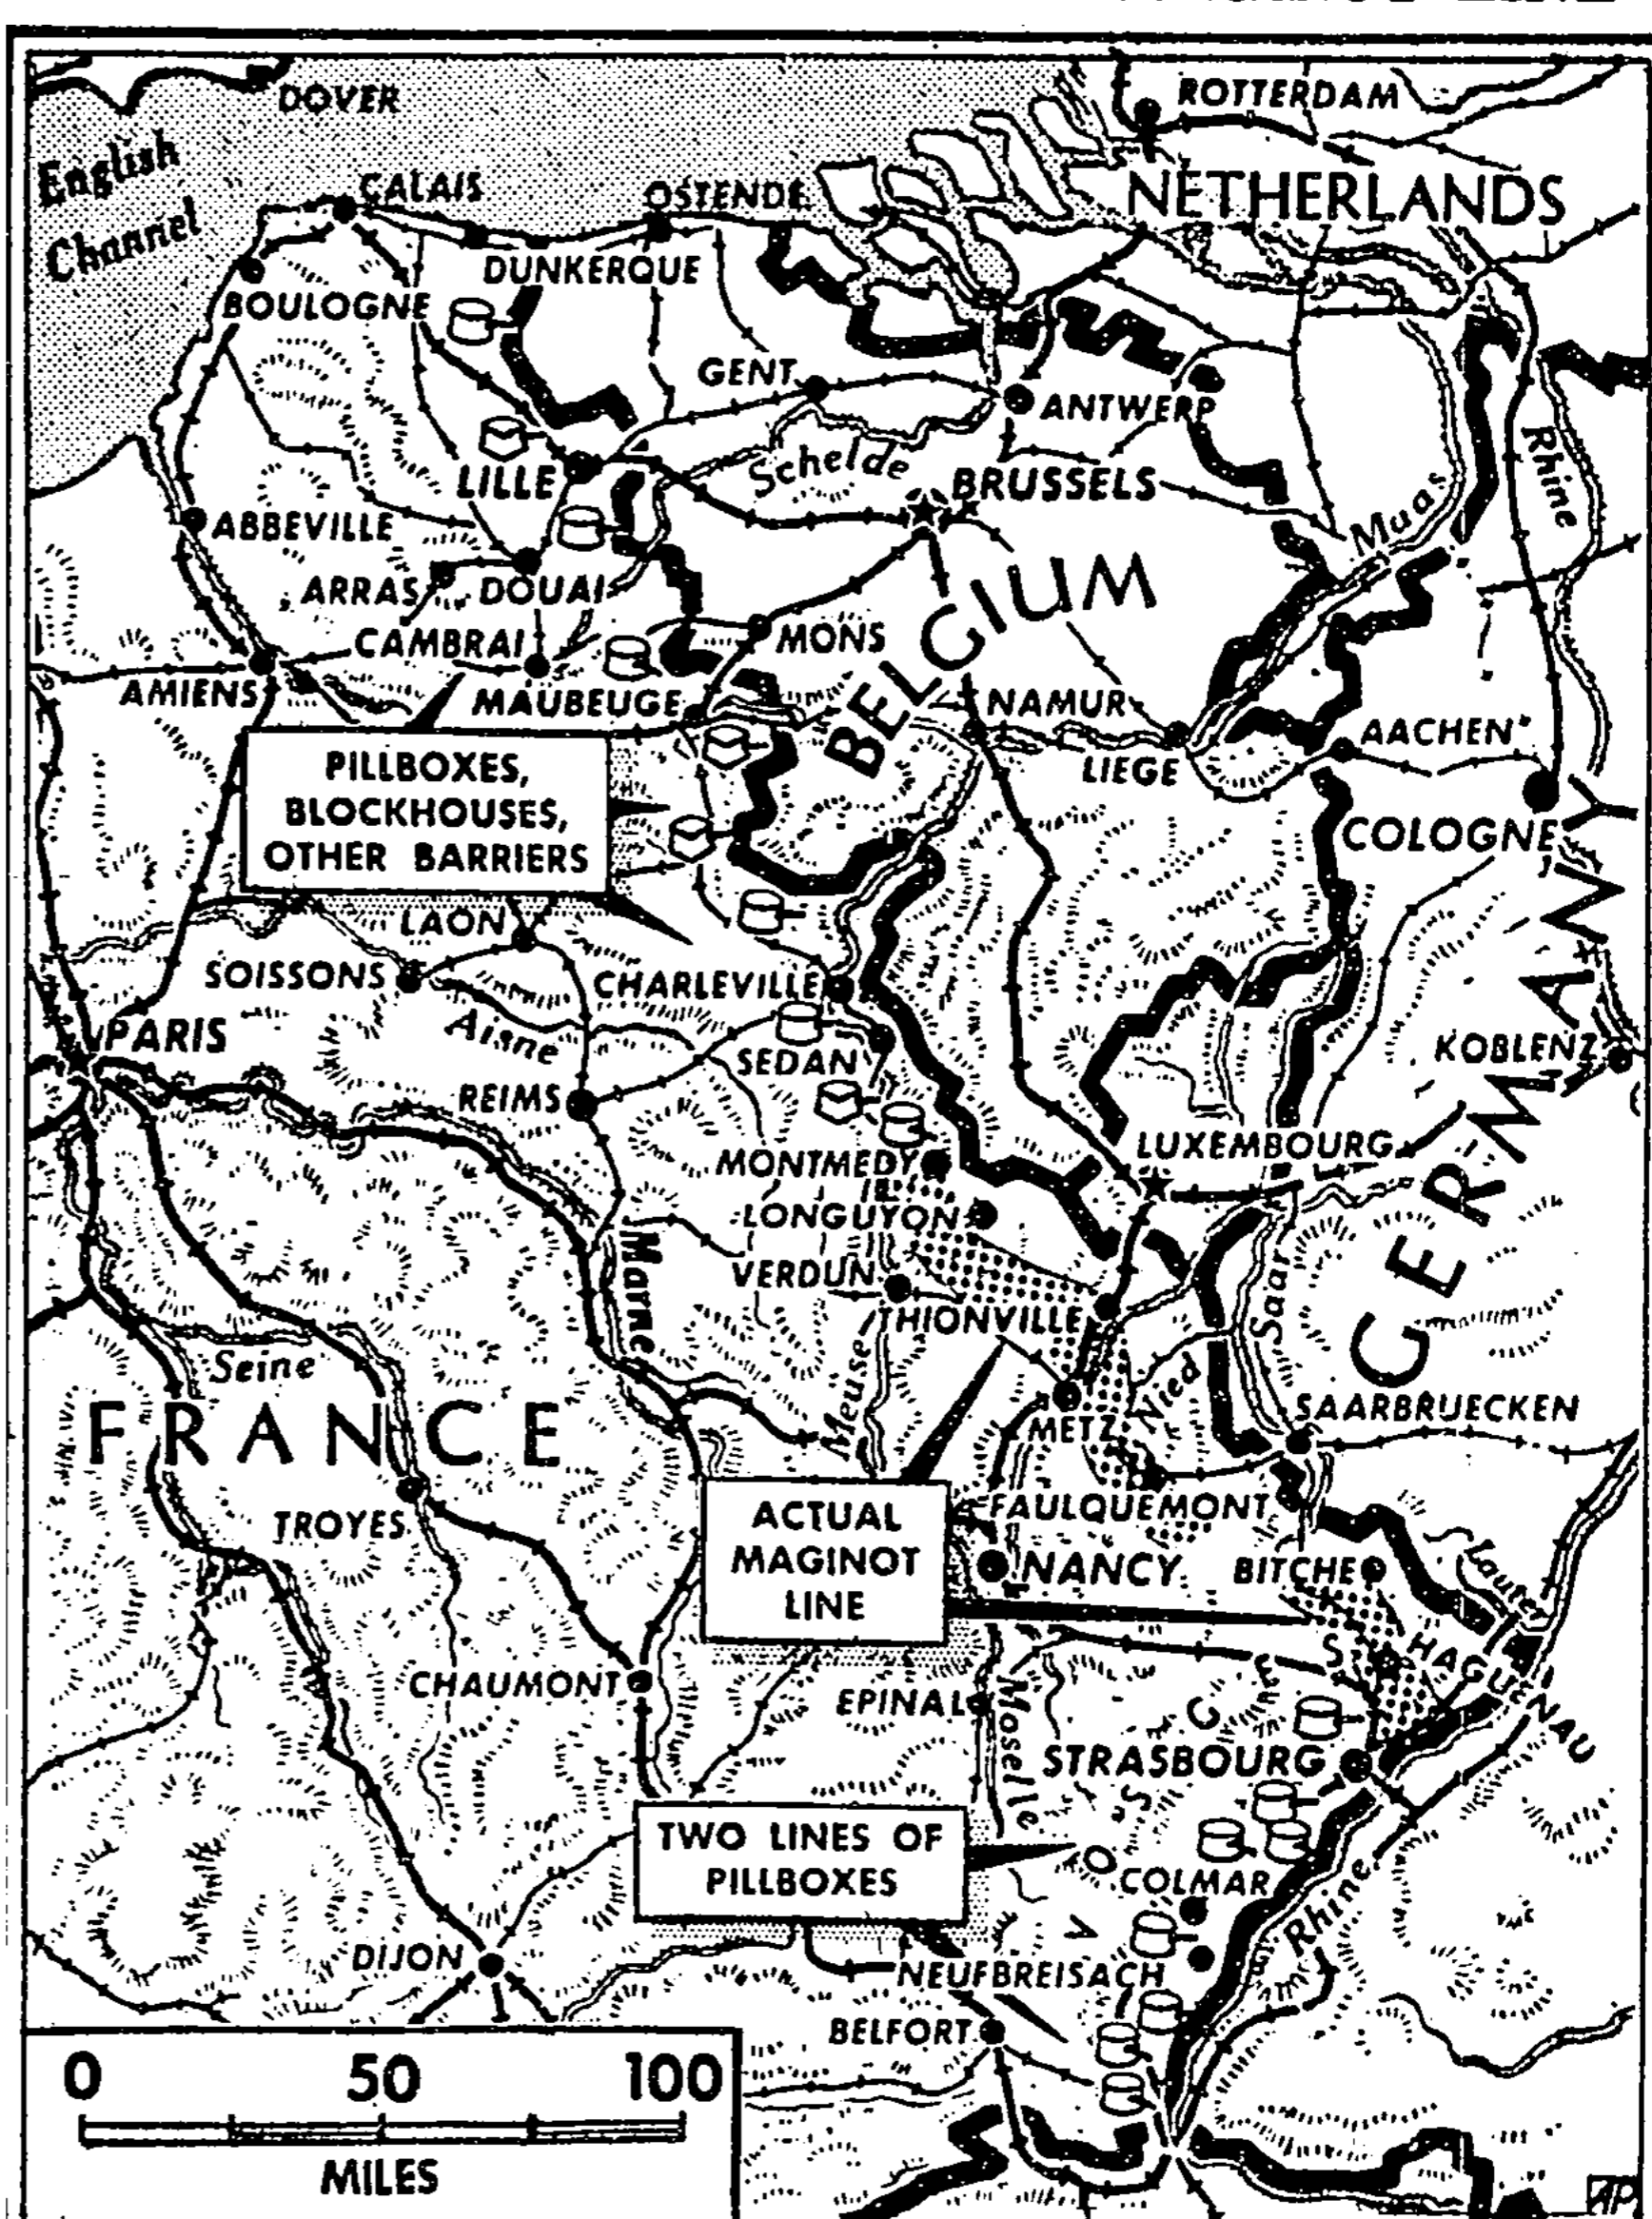 DOVER
ROTTERDAM
English
Channel
CALAIS
OSTENDE
NETHERLANDS
DUNKERQUE
BOULOGNE
GENT
ANTWERP
Schelde
LILLE
BRUSSELS
Rhine
Maas
ABBEVILLE
ARRAS
DOUAI
BELGIUM
CAMBRAI
MONS
AMIENS
MAUBEUGE
NAMUR
AACHEN
LIEGE
PILLBOXES,
BLOCKHOUSES,
OTHER BARRIERS
COLOGNE
GERMANY
LAON
SOISSONS
CHARLEVILLE
Aisne
PARIS
SEDAN
KOBLENZ
REIMS
LUXEMBOURG
MONTMEDY
LONGUYON
VERDUN
THIONVILLE
Marne
Saar
Seine
Meuse
Nied
FRANCE
METZ
SAARBRUECKEN
TROYES
ACTUAL
MAGINOT
LINE
FAULQUEMONT
NANCY
BITCHE
Lauter
HAGUENAU
CHAUMONT
EPINAL
Moselle
VOSGES
STRASBOURG
TWO LINES OF
PILLBOXES
COLMAR
Rhine
DIJON
NEUFBREISACH
BELFORT
0 50 100
MILES
AP